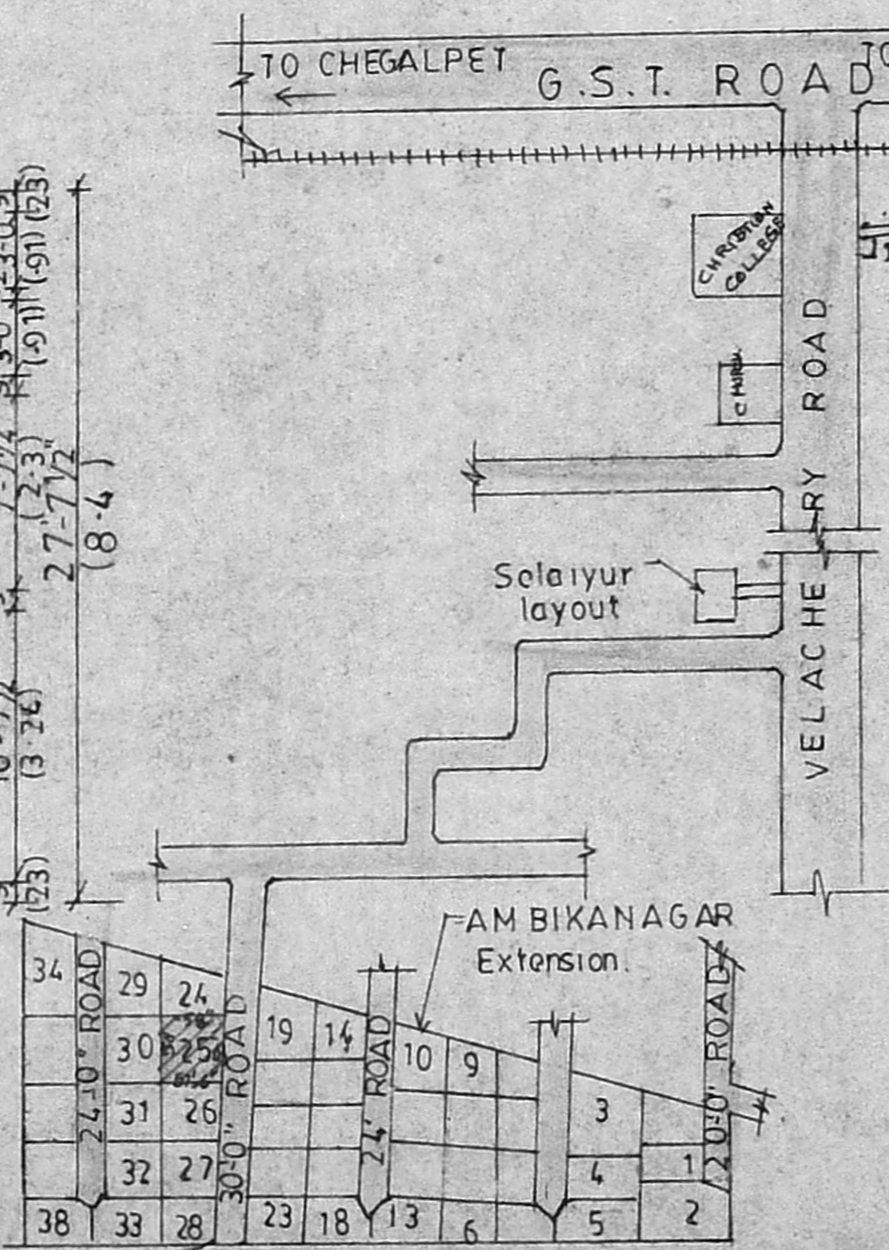 TO CHEGALPET
G.S.T. ROAD
TO
CHRISTION
COLLEGE
VELACHERY ROAD
Selaiyur
layout
27'-7 1/2"
(8.4)
(23)
(.91)
(.91)
(2.3)
(3.26)
(23)
AMBIKANAGAR
Extension.
34
24'-0" ROAD
29
24
30
25
31
26
32
27
38
33
28
30'-0" ROAD
19
14
23
18
24' ROAD
10
9
13
6
3
4
5
1
2
20'-0" ROAD